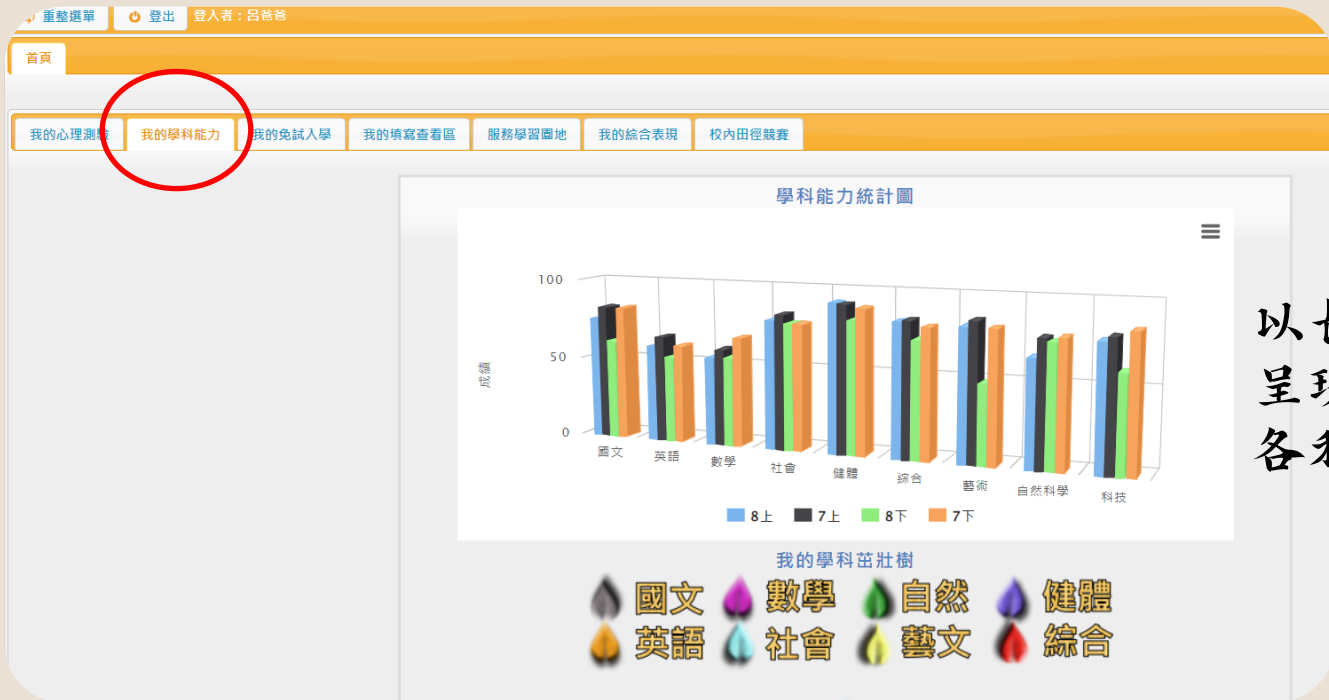 重整選單 登出 登入者：呂爸爸
首頁
我的心理測驗 我的學科能力 我的免試入學 我的填寫查看區 服務學習園地 我的綜合表現 校內田徑競賽
學科能力統計圖
100
50
0
成績
國文 英語 數學 社會 健體 綜合 藝術 自然科學 科技
8上 7上 8下 7下
以
呈
各
我的學科茁壯樹
國文 數學 自然 健體
英語 社會 藝文 綜合